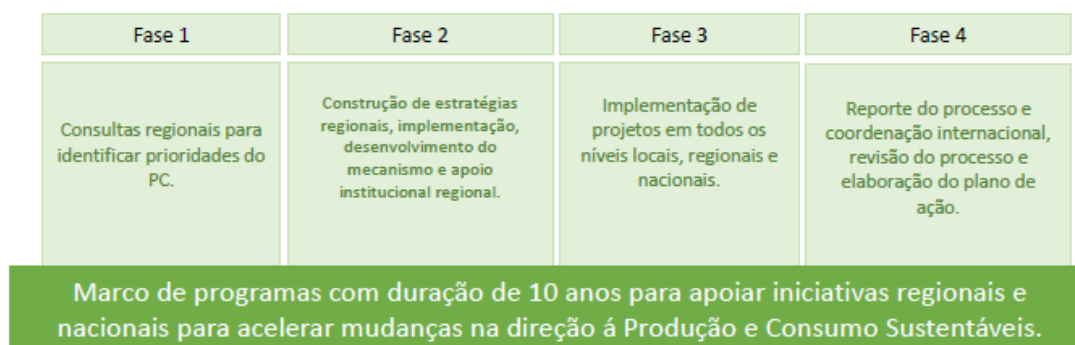 Fase 1
Fase 2
Fase 3
Fase 4
Consultas regionais para
identificar prioridades do
PC.
Construção de estratégias
regionais, implementação,
desenvolvimento do
mecanismo e apoio
institucional regional.
Implementação de
projetos em todos os
níveis locais, regionais e
nacionais.
Reporte do processo e
coordenação internacional,
revisão do processo e
elaboração do plano de
ação.
Marco de programas com duração de 10 anos para apoiar iniciativas regionais e
nacionais para acelerar mudanças na direção á Produção e Consumo Sustentáveis.